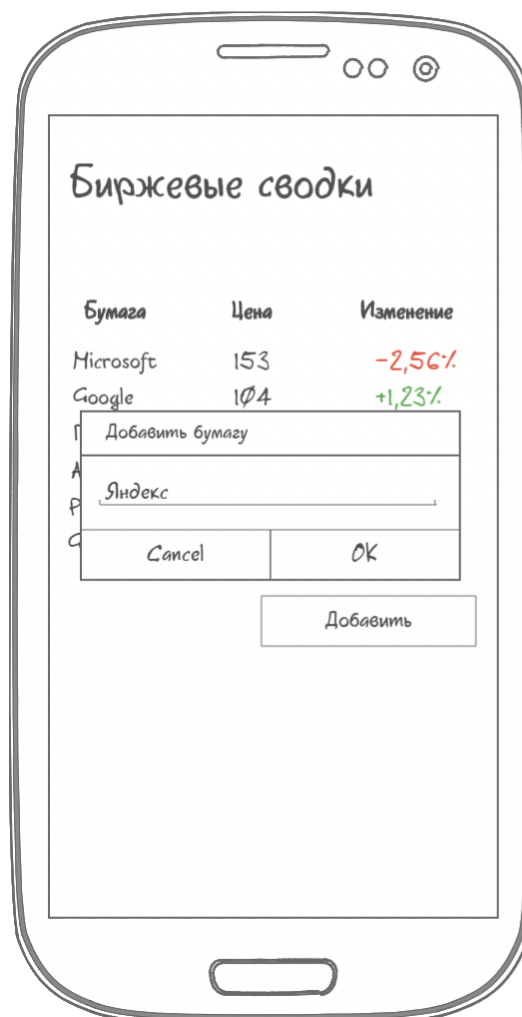 Биржевые сводки
Бумага Цена Изменение
Microsoft 153 -2,56%
Google 104 +1,23%
Добавить бумагу
Яндекс
Cancel OK
Добавить